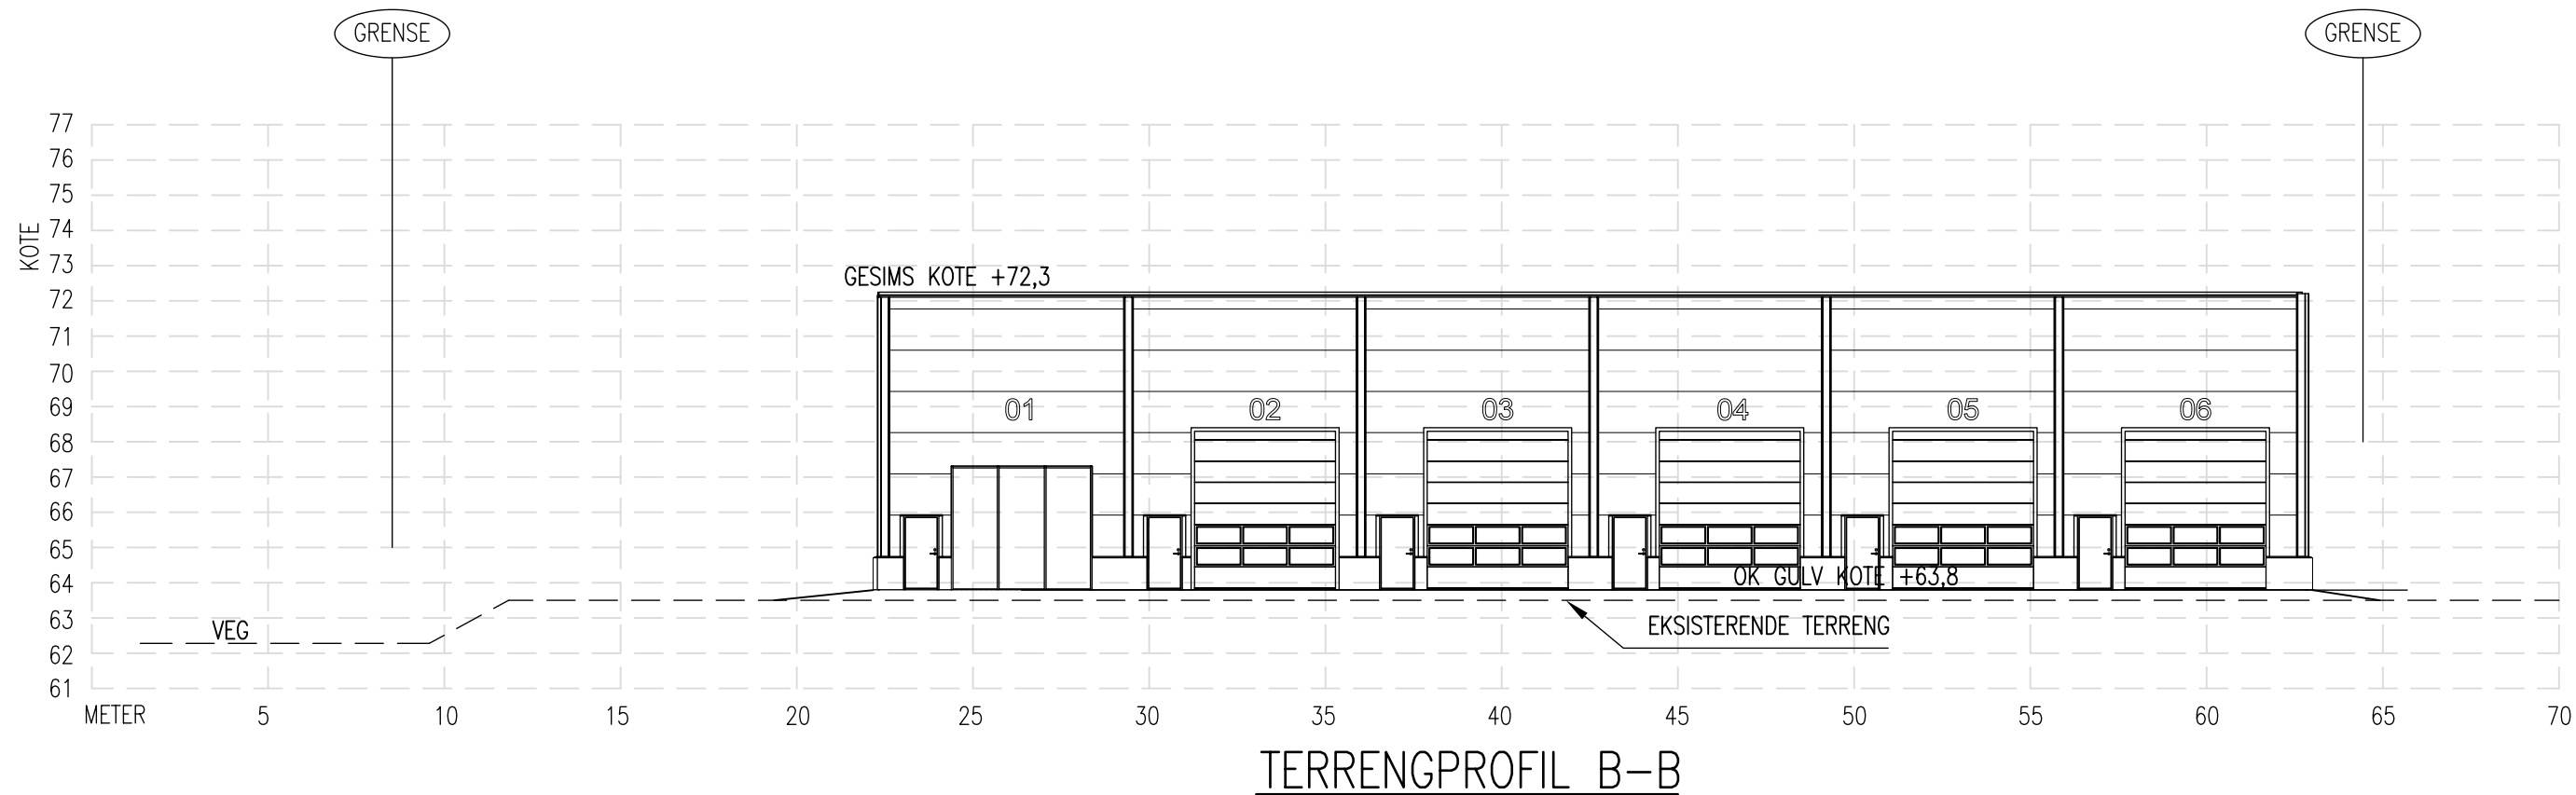 GRENSE GRENSE
77
76
75
74
73
72
71
70
69
68
67
66
65
64
63
62
61
KOTE
GESIMS KOTE +72,3
01 02 03 04 05 06
OK GULV KOTE +63,8
VEG
EKSISTERENDE TERRENG
METER 5 10 15 20 25 30 35 40 45 50 55 60 65 70
TERRENGPROFIL B-B